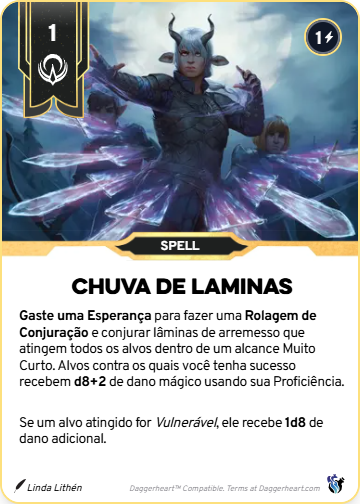 1
1
SPELL
CHUVA DE LAMINAS
Gaste uma Esperança para fazer uma Rolagem de
Conjuração e conjurar lâminas de arremesso que
atingem todos os alvos dentro de um alcance Muito
Curto. Alvos contra os quais você tenha sucesso
recebem d8+2 de dano mágico usando sua Proficiência.
Se um alvo atingido for Vulnerável, ele recebe 1d8 de
dano adicional.
Linda Lithén
Daggerheart™ Compatible. Terms at Daggerheart.com